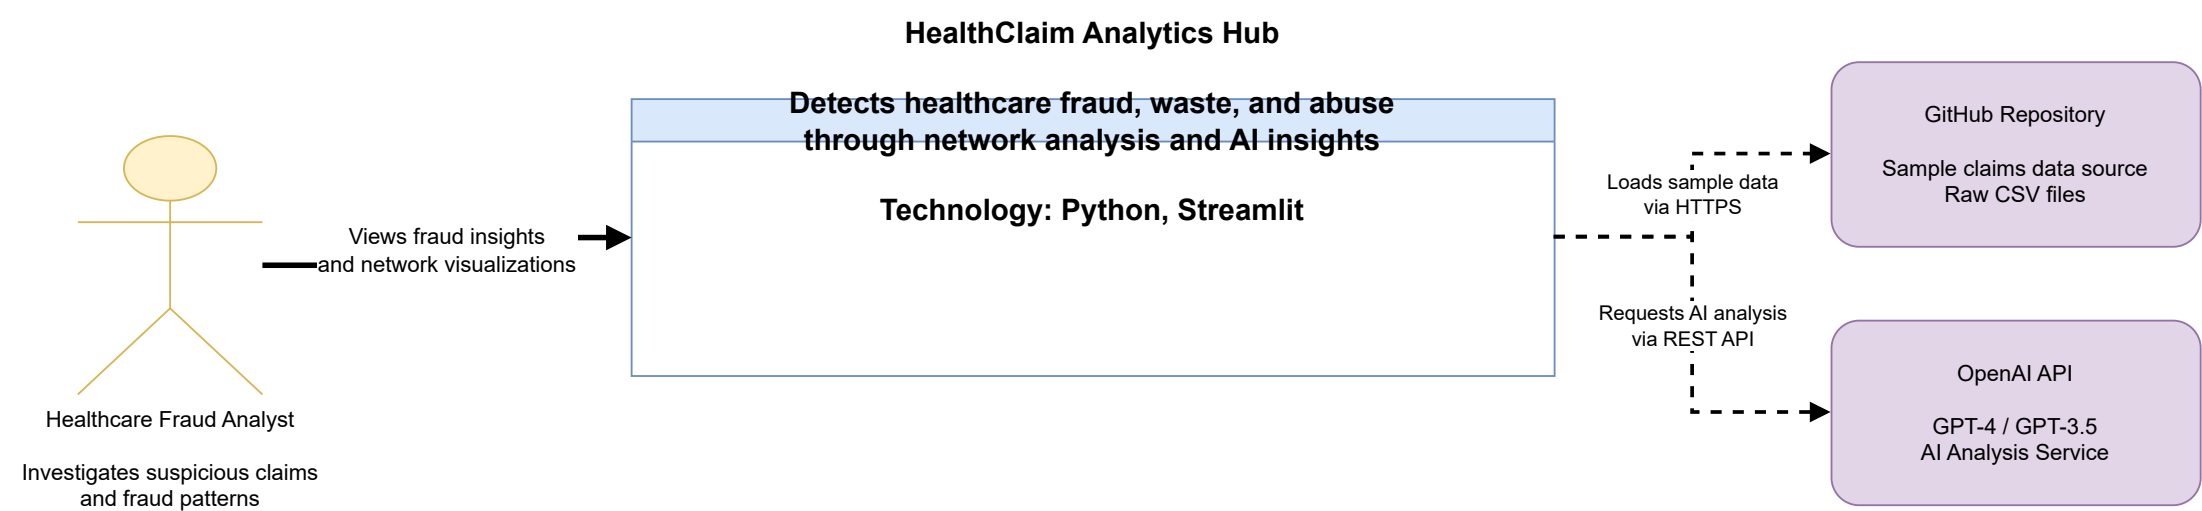 HealthClaim Analytics Hub
Detects healthcare fraud, waste, and abuse
through network analysis and AI insights
Technology: Python, Streamlit
Healthcare Fraud Analyst
Investigates suspicious claims
and fraud patterns
Views fraud insights
and network visualizations
Loads sample data
via HTTPS
Requests AI analysis
via REST API
GitHub Repository
Sample claims data source
Raw CSV files
OpenAI API
GPT-4 / GPT-3.5
AI Analysis Service